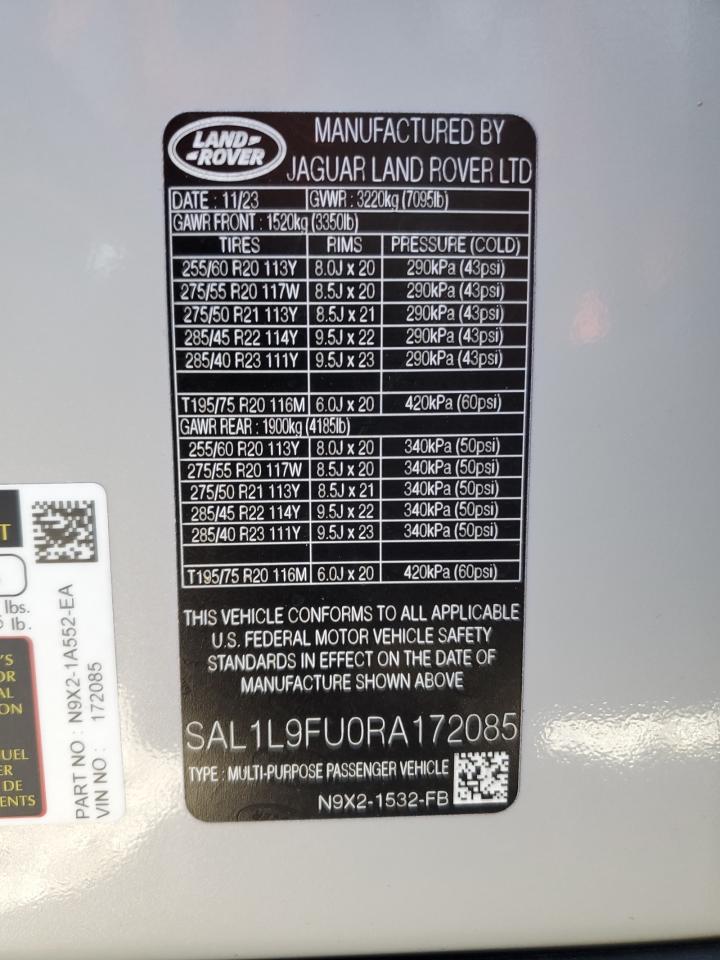 LAND-
-ROVER
MANUFACTURED BY
JAGUAR LAND ROVER LTD
DATE : 11/23 GVWR : 3220kg (7095lb)
GAWR FRONT : 1520kg (3350lb)
TIRES RIMS PRESSURE (COLD)
255/60 R20 113Y 8.0J x 20 290kPa (43psi)
275/55 R20 117W 8.5J x 20 290kPa (43psi)
275/50 R21 113Y 8.5J x 21 290kPa (43psi)
285/45 R22 114Y 9.5J x 22 290kPa (43psi)
285/40 R23 111Y 9.5J x 23 290kPa (43psi)
T195/75 R20 116M 6.0J x 20 420kPa (60psi)
GAWR REAR : 1900kg (4185lb)
255/60 R20 113Y 8.0J x 20 340kPa (50psi)
275/55 R20 117W 8.5J x 20 340kPa (50psi)
275/50 R21 113Y 8.5J x 21 340kPa (50psi)
285/45 R22 114Y 9.5J x 22 340kPa (50psi)
285/40 R23 111Y 9.5J x 23 340kPa (50psi)
T195/75 R20 116M 6.0J x 20 420kPa (60psi)
THIS VEHICLE CONFORMS TO ALL APPLICABLE
U.S. FEDERAL MOTOR VEHICLE SAFETY
STANDARDS IN EFFECT ON THE DATE OF
MANUFACTURE SHOWN ABOVE
SAL1L9FU0RA172085
TYPE : MULTI-PURPOSE PASSENGER VEHICLE
N9X2-1532-FB
T
lbs.
lb.
'S
OR
AL
ON
UEL
ER
DE
ENTS
PART NO : N9X2-1A552-EA
VIN NO : 172085